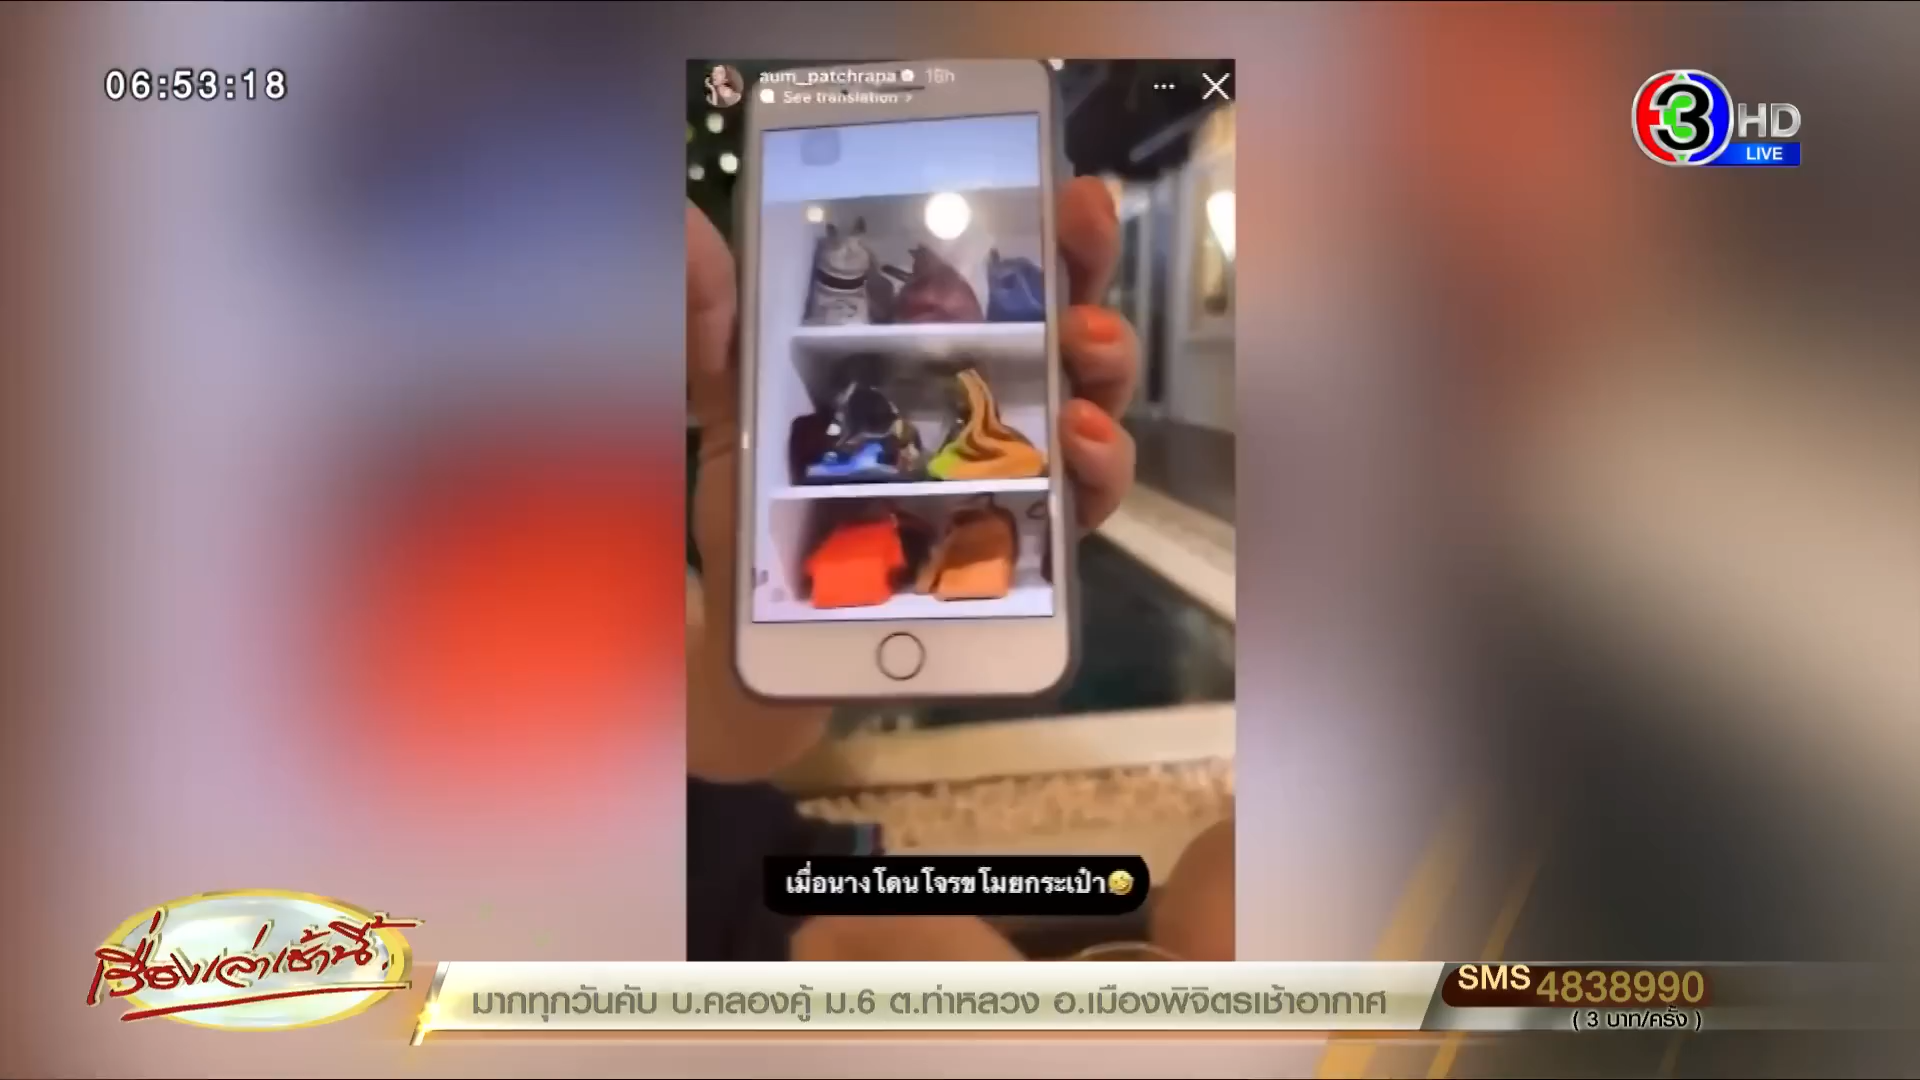 06:53:18
aum_patchrapa 16h
See translation >
3 HD
LIVE
เมื่อนางโดนโจรขโมยกระเป๋า🤣
เรื่องเล่าเช้านี้
มากทุกวันคับ บ.คลองคู้ ม.6 ต.ท่าหลวง อ.เมืองพิจิตรเช้าอากาศ
SMS 4838990
( 3 บาท/ครั้ง )